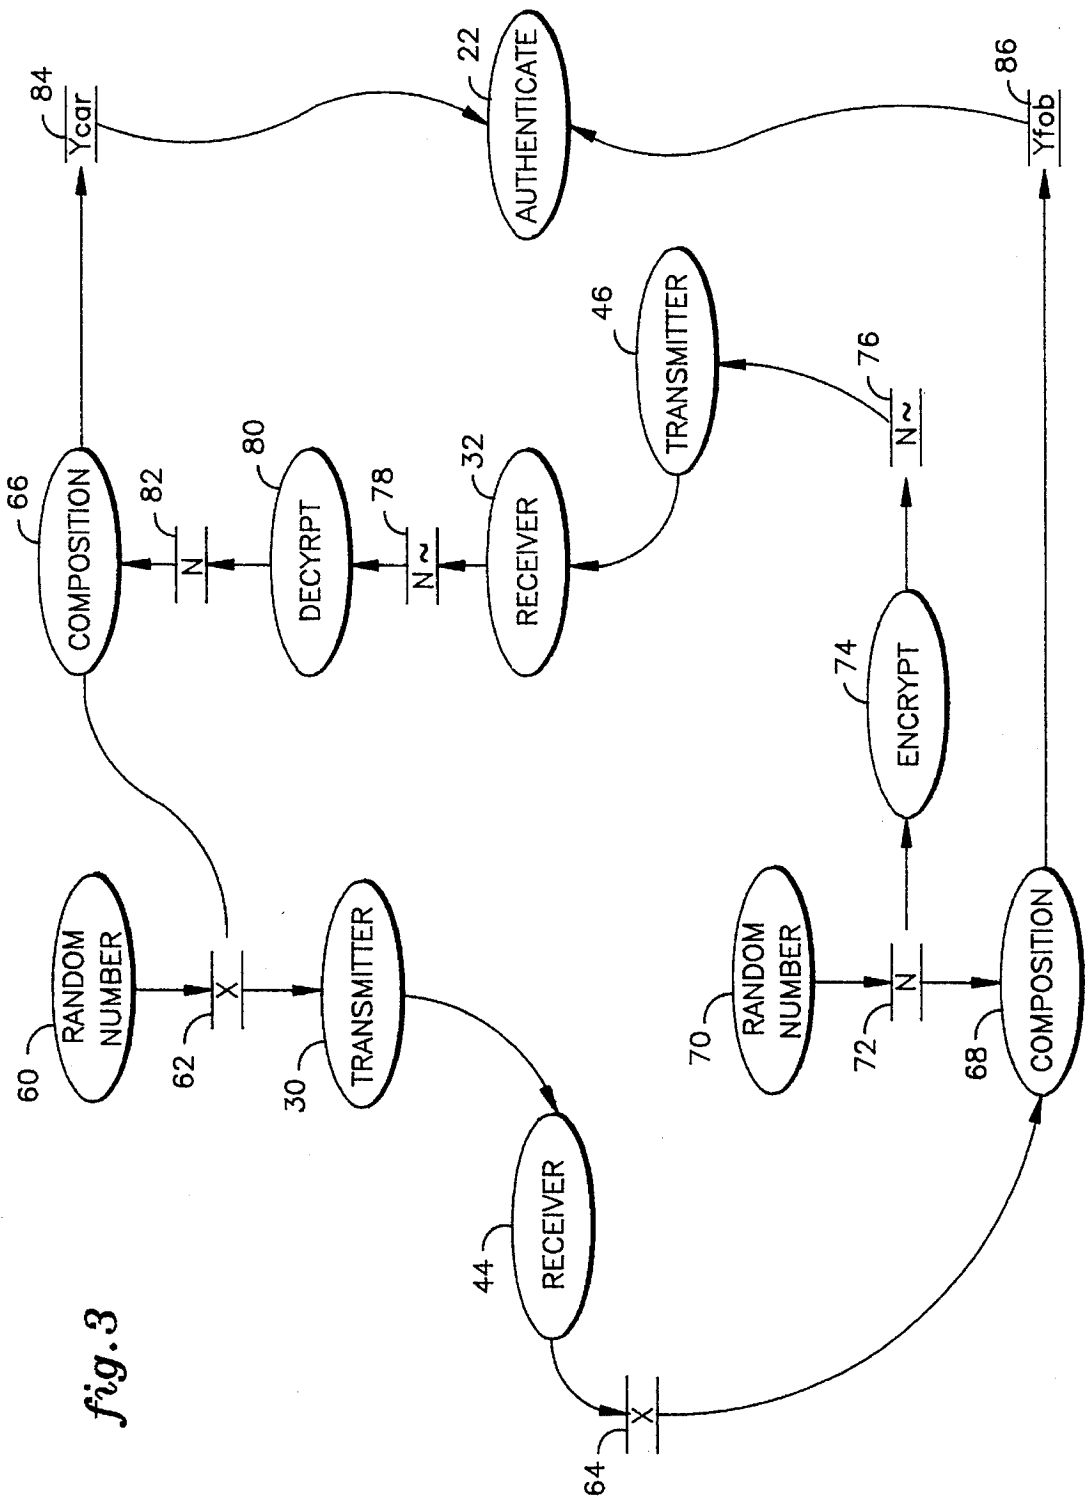 fig.3
60
RANDOM
NUMBER
62
X
30
TRANSMITTER
44
RECEIVER
64
X
66
COMPOSITION
82
N
80
DECYRPT
78
N~
32
RECEIVER
46
TRANSMITTER
84
Ycar
22
AUTHENTICATE
70
RANDOM
NUMBER
72
N
74
ENCRYPT
76
N~
68
COMPOSITION
86
Yfob